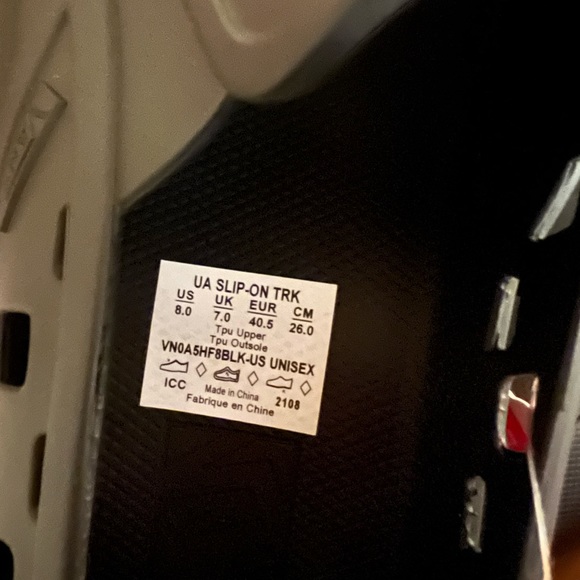 UA SLIP-ON TRK
US UK EUR CM
8.0 7.0 40.5 26.0
Tpu Upper
Tpu Outsole
VN0A5HF8BLK-US UNISEX
ICC Made in China 2108
Fabrique en Chine